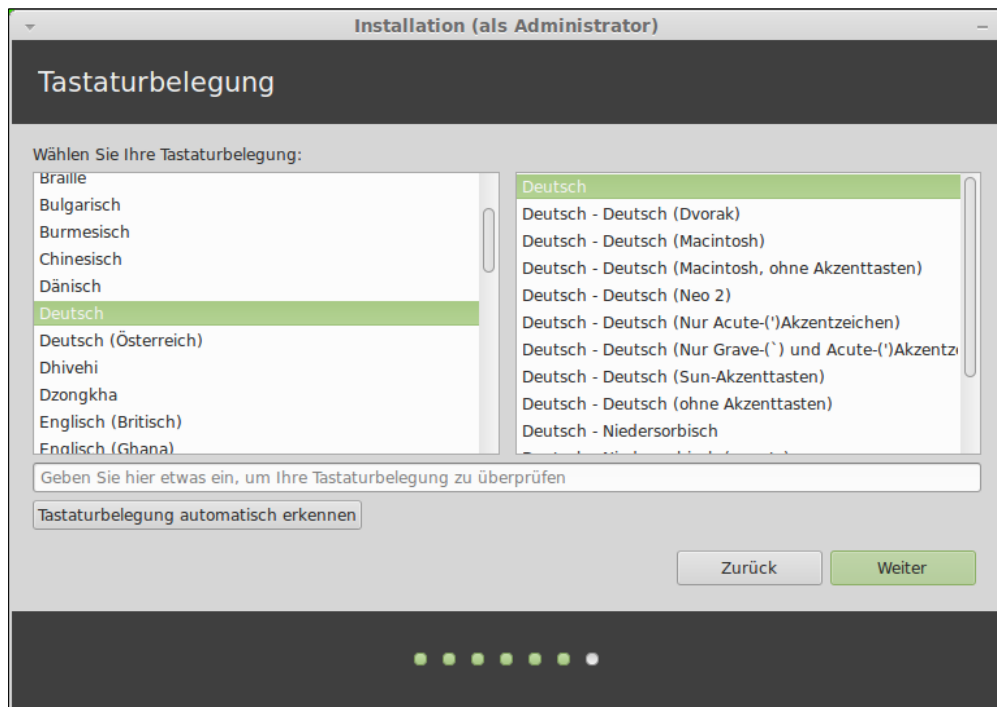 Installation (als Administrator)
Tastaturbelegung
Wählen Sie Ihre Tastaturbelegung:
Braille
Bulgarisch
Burmesisch
Chinesisch
Dänisch
Deutsch
Deutsch (Österreich)
Dhivehi
Dzongkha
Englisch (Britisch)
Englisch (Ghana)
Deutsch
Deutsch - Deutsch (Dvorak)
Deutsch - Deutsch (Macintosh)
Deutsch - Deutsch (Macintosh, ohne Akzenttasten)
Deutsch - Deutsch (Neo 2)
Deutsch - Deutsch (Nur Acute-(')Akzentzeichen)
Deutsch - Deutsch (Nur Grave-(`) und Acute-(')Akzentz
Deutsch - Deutsch (Sun-Akzenttasten)
Deutsch - Deutsch (ohne Akzenttasten)
Deutsch - Niedersorbisch
Geben Sie hier etwas ein, um Ihre Tastaturbelegung zu überprüfen
Tastaturbelegung automatisch erkennen
Zurück
Weiter